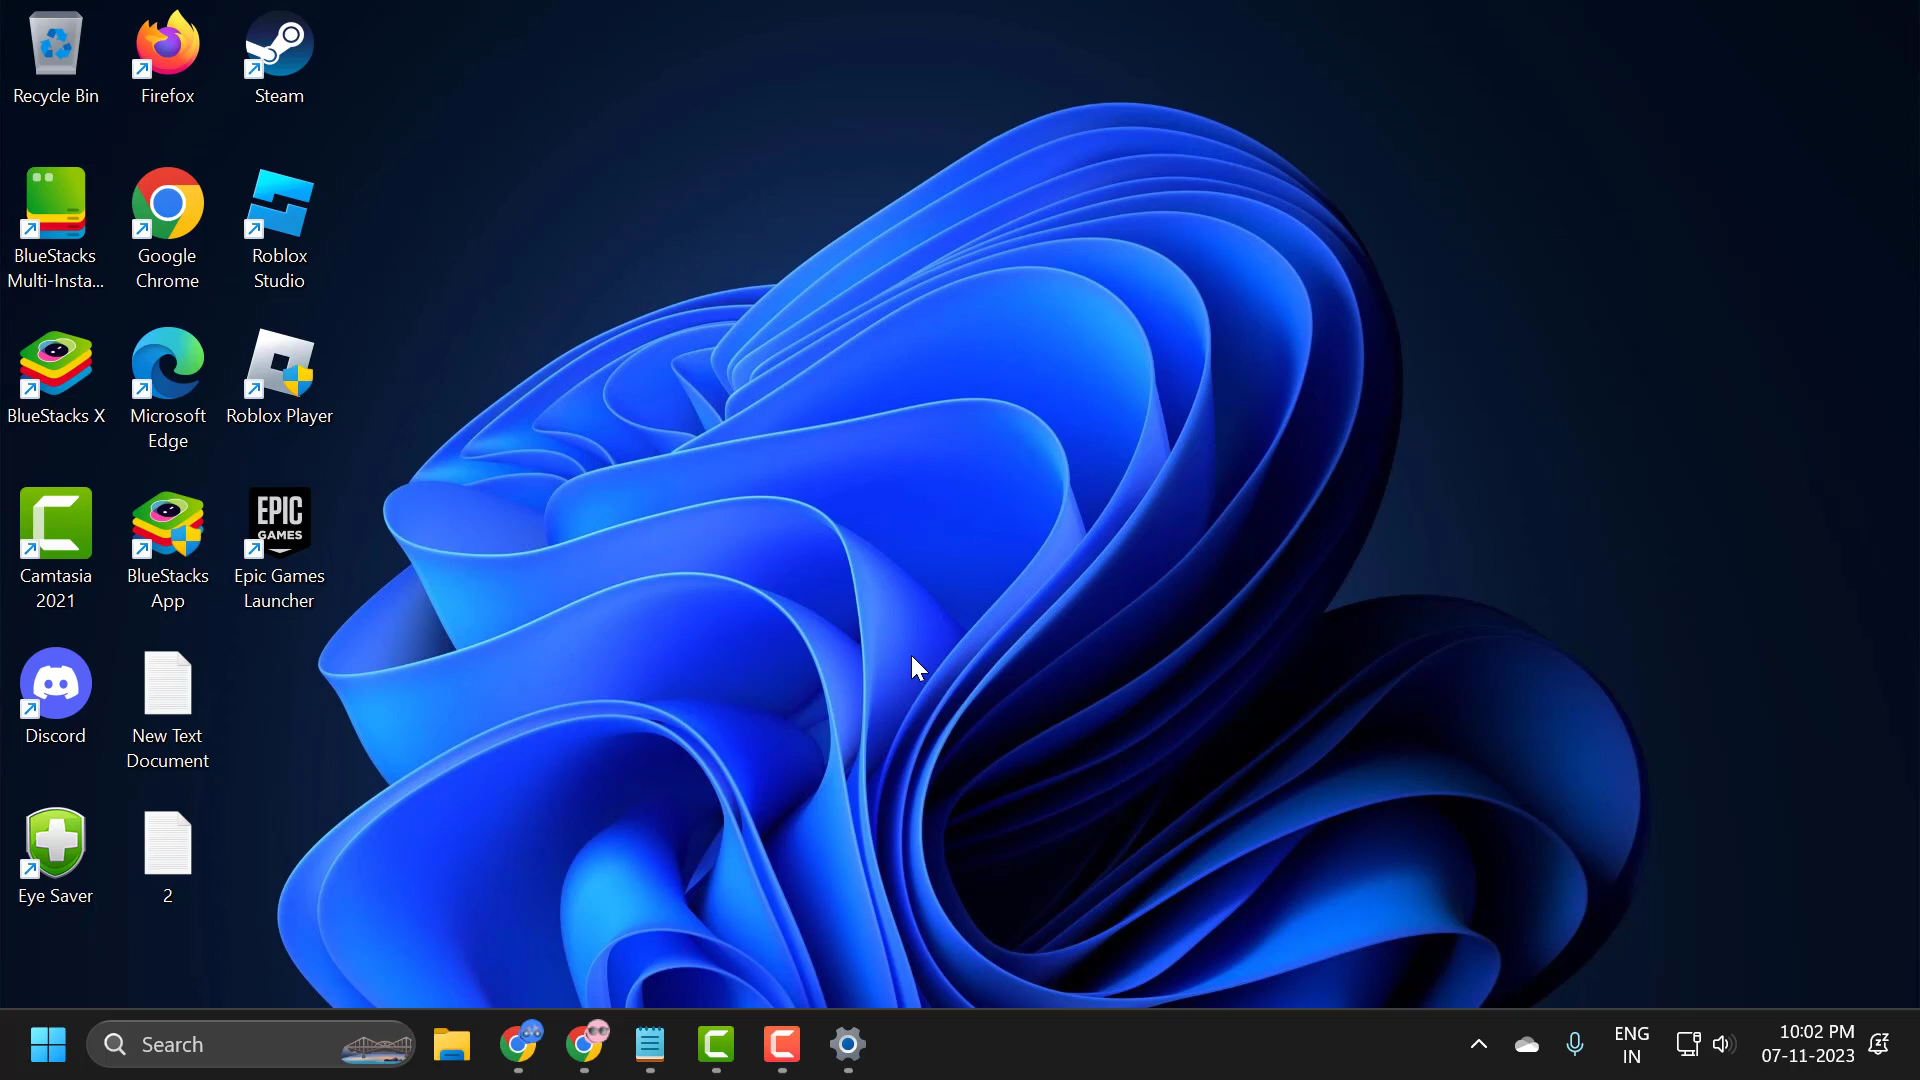 Recycle Bin
Firefox
Steam
BlueStacks
Multi-Insta...
Google
Chrome
Roblox
Studio
BlueStacks X
Microsoft
Edge
Roblox Player
EPIC
GAMES
Camtasia
2021
BlueStacks
App
Epic Games
Launcher
Discord
New Text
Document
Eye Saver
2
Search
ENG
IN
10:02 PM
07-11-2023